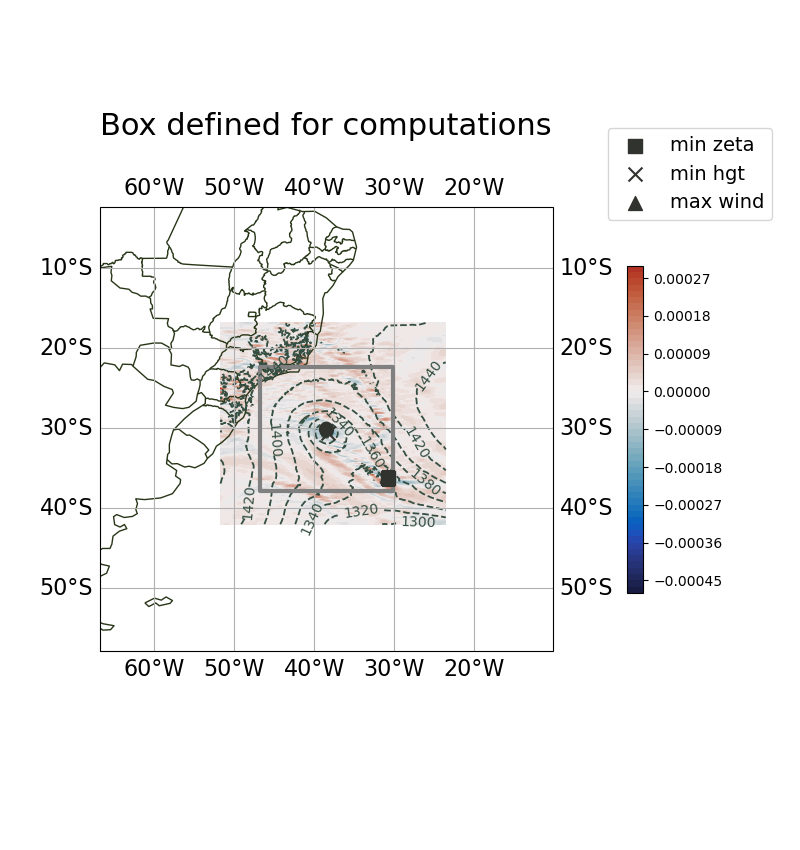 Box defined for computations
min zeta
min hgt
max wind
60°W 50°W 40°W 30°W 20°W
10°S 10°S
20°S 20°S
30°S 30°S
40°S 40°S
50°S 50°S
60°W 50°W 40°W 30°W 20°W
1440
1340
1400
1360
1420
1380
1420
1340
1320
1300
0.00027
0.00018
0.00009
0.00000
−0.00009
−0.00018
−0.00027
−0.00036
−0.00045